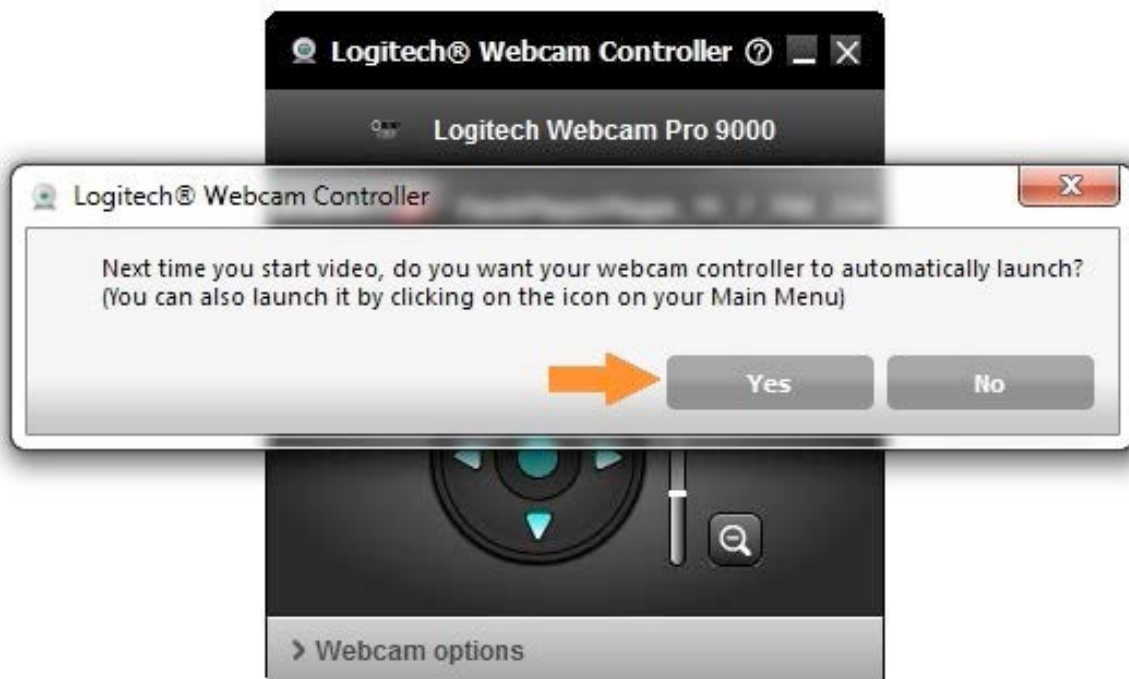 Logitech® Webcam Controller
Logitech Webcam Pro 9000
Logitech® Webcam Controller
Next time you start video, do you want your webcam controller to automatically launch?
(You can also launch it by clicking on the icon on your Main Menu)
Yes No
Webcam options